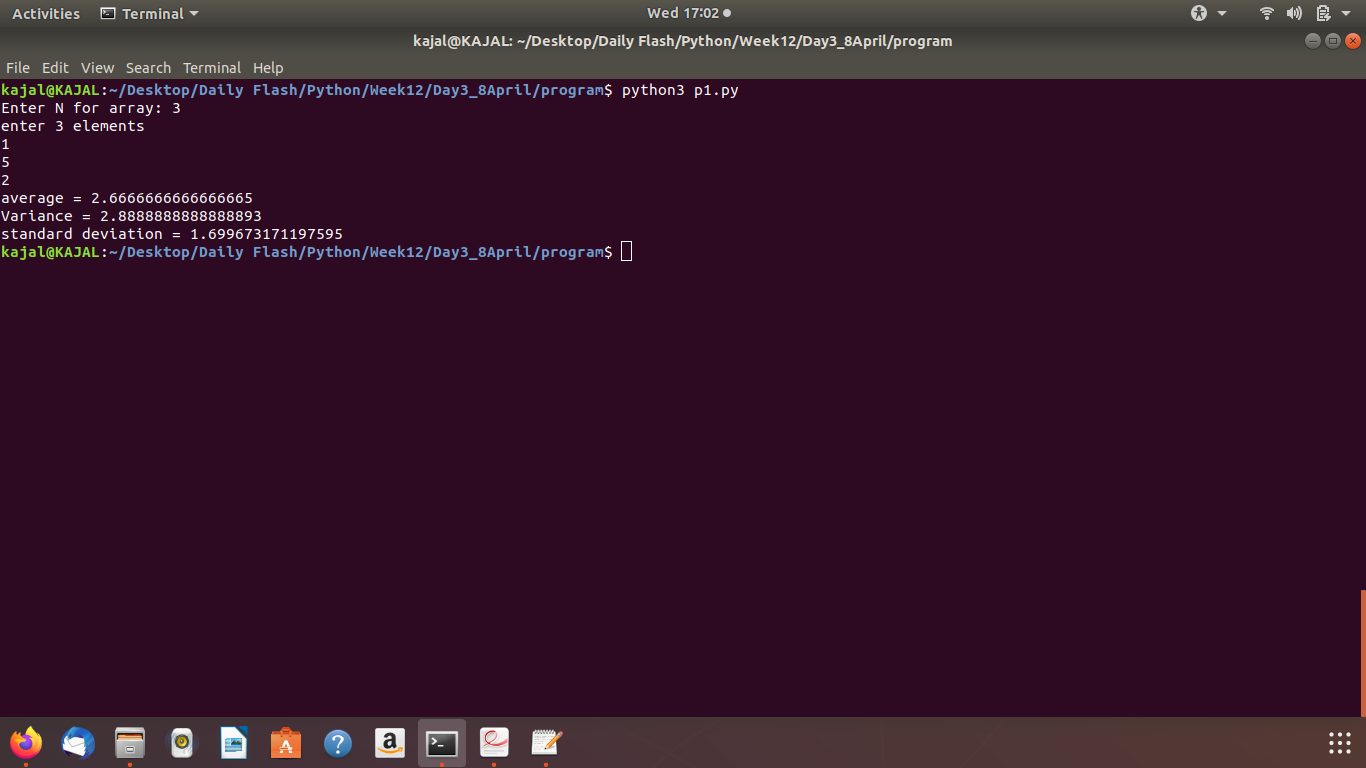 Activities Terminal Wed 17:02
kajal@KAJAL: ~/Desktop/Daily Flash/Python/Week12/Day3_8April/program
File Edit View Search Terminal Help
kajal@KAJAL:~/Desktop/Daily Flash/Python/Week12/Day3_8April/program$ python3 p1.py
Enter N for array: 3
enter 3 elements
1
5
2
average = 2.6666666666666665
Variance = 2.8888888888888893
standard deviation = 1.699673171197595
kajal@KAJAL:~/Desktop/Daily Flash/Python/Week12/Day3_8April/program$